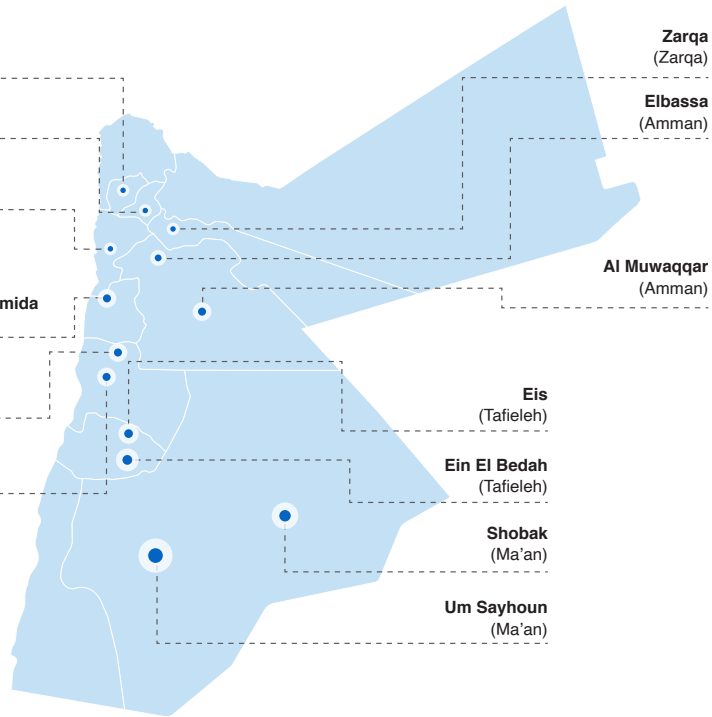 Zarqa
(Zarqa)
Elbassa
(Amman)
Al Muwaqqar
(Amman)
mida
Eis
(Tafieleh)
Ein El Bedah
(Tafieleh)
Shobak
(Ma’an)
Um Sayhoun
(Ma’an)